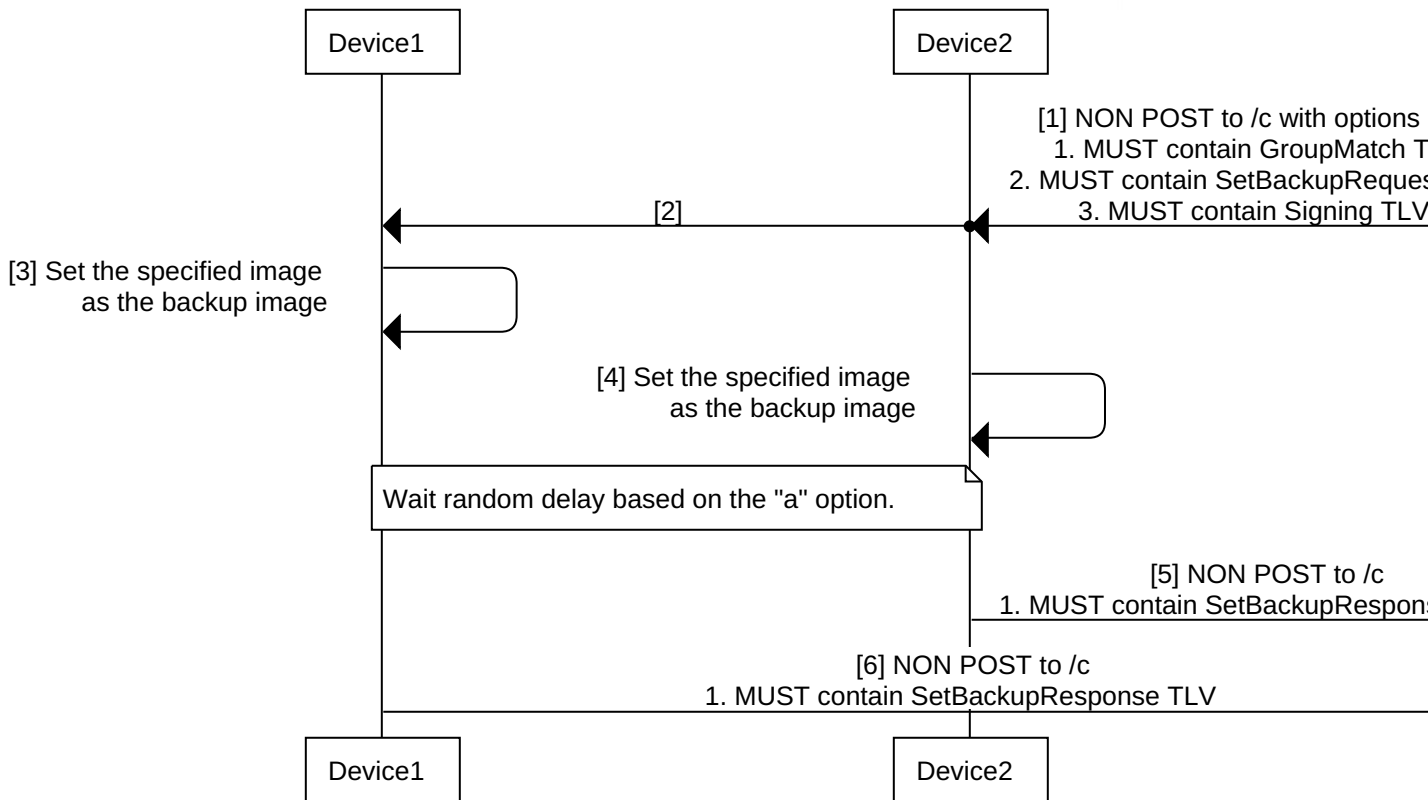 Device1
Device2
[1] NON POST to /c with options
1. MUST contain GroupMatch
2. MUST contain
3. MUST contain Signing TLV
[2]
[3] Set the specified image
as the backup image
[4] Set the specified image
as the backup image
Wait random delay based on the "a" option.
[5] NON POST to /c
1. MUST contain
[6] NON POST to /c
1. MUST contain SetBackupResponse TLV
Device1
Device2